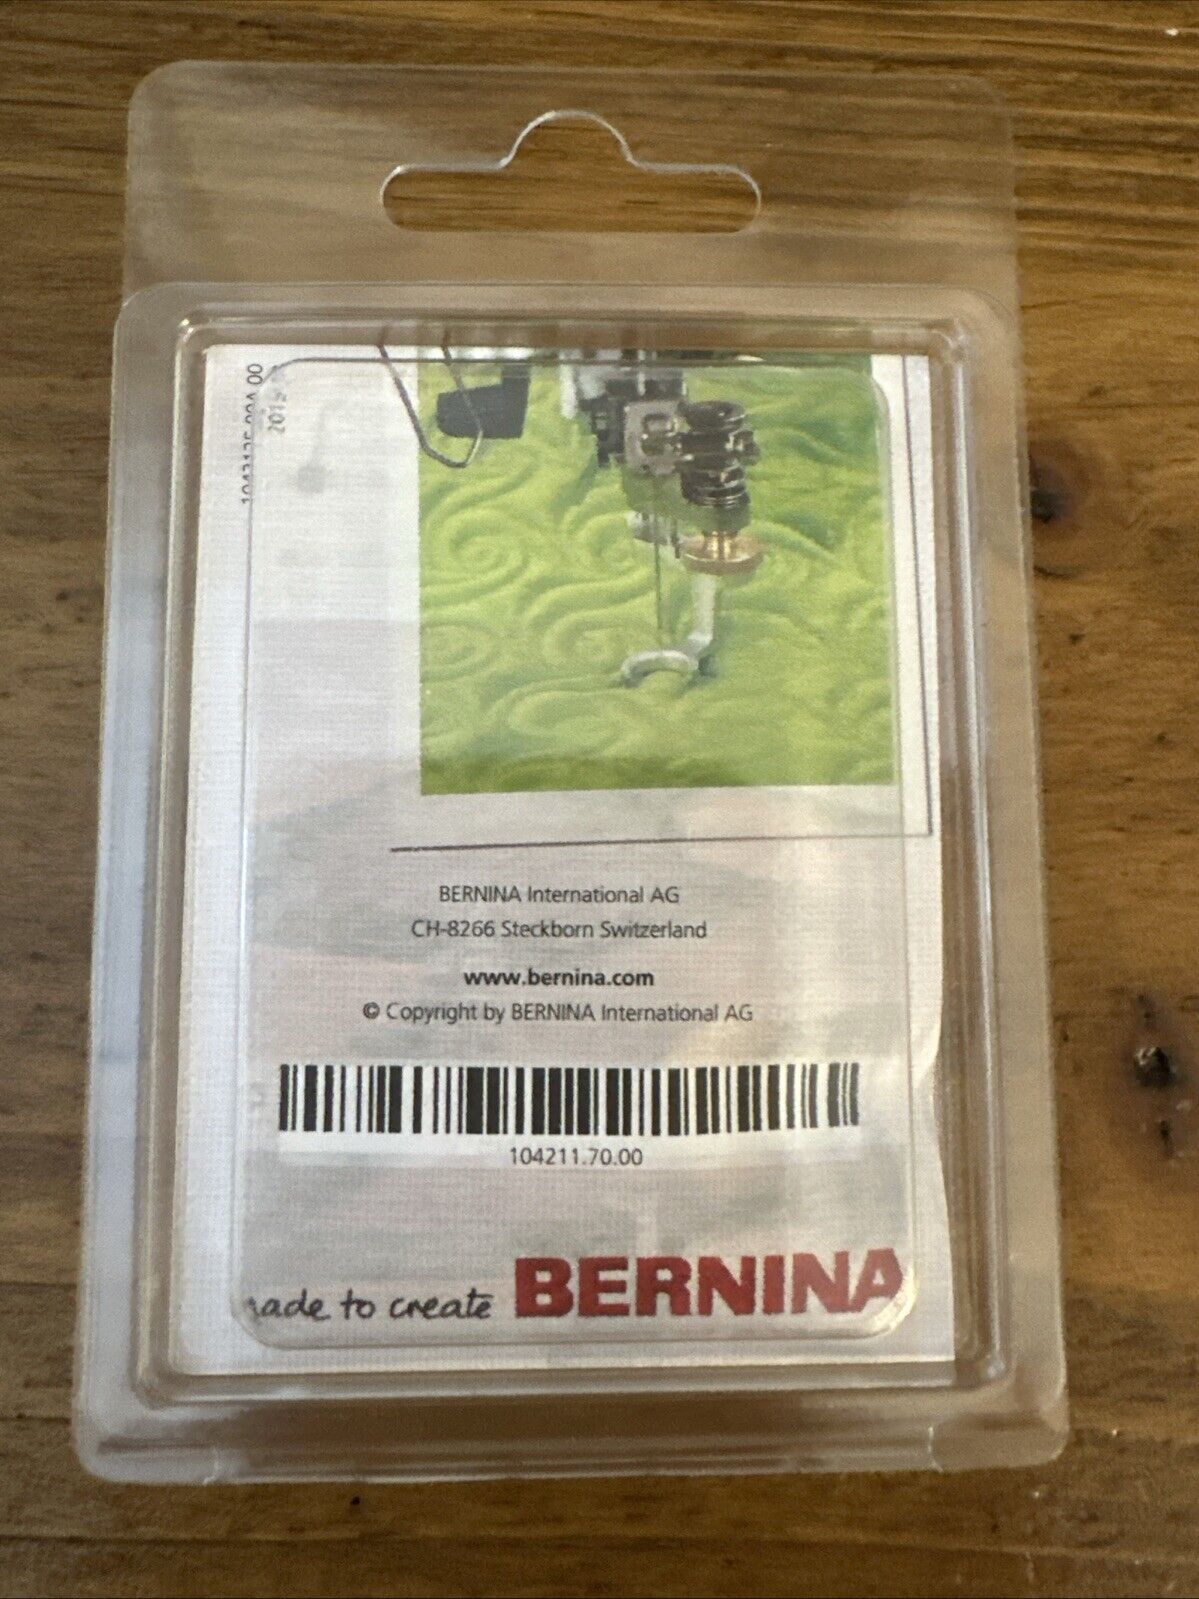 BERNINA International AG
CH-8266 Steckborn Switzerland
www.bernina.com
© Copyright by BERNINA International AG
104211.70.00
made to create BERNINA